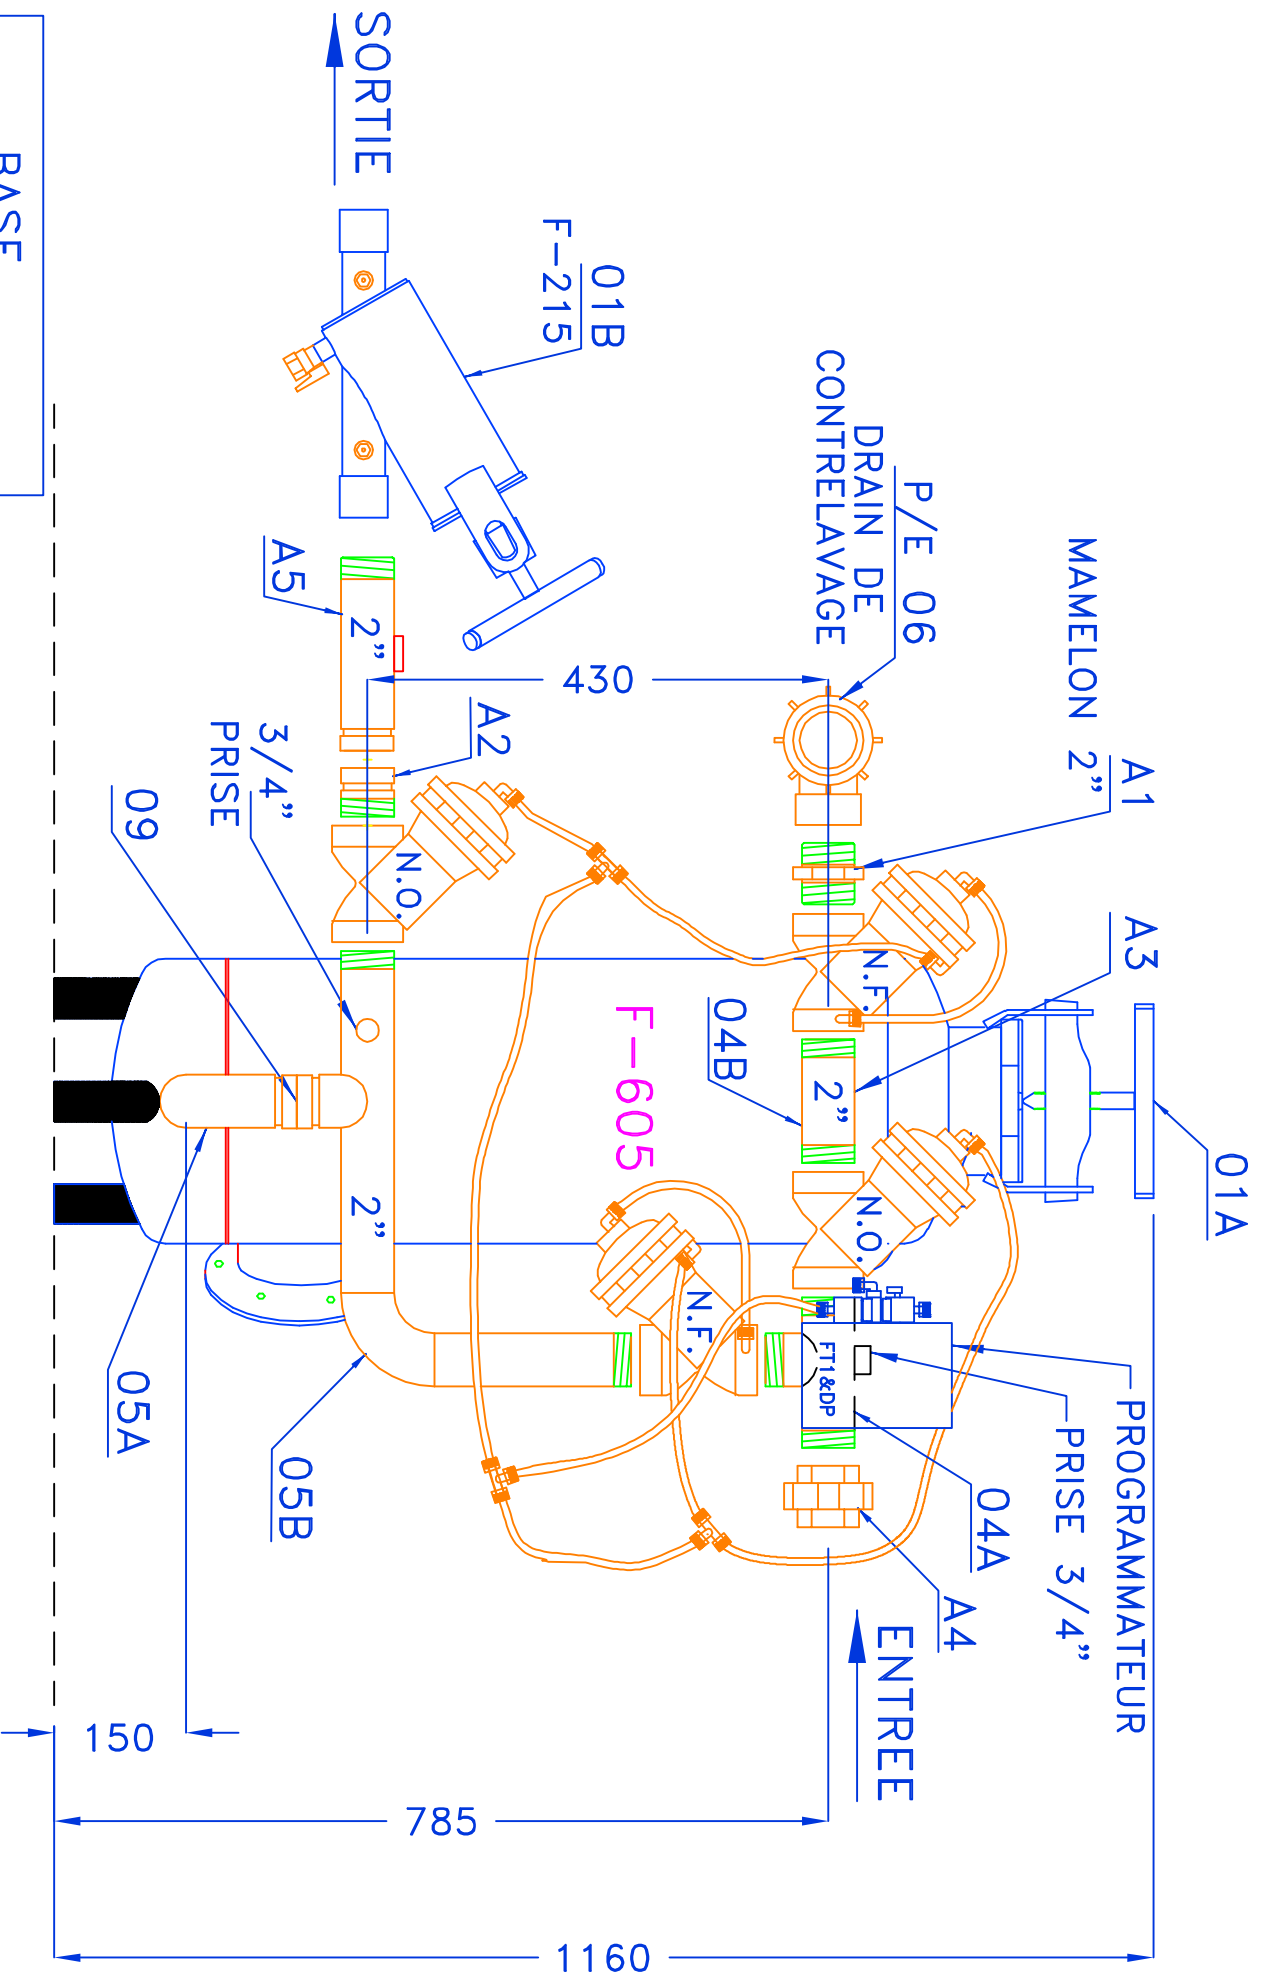 01A
PROGRAMMATEUR
PRISE 3/4"
A1
MAMELON 2"
A3
04A
A4
P/E 06
DRAIN DE
CONTRELAVAGE
ENTREE
N.F.
2"
N.O.
FT1&DP
04B
01B
F-215
F-605
430
N.F.
A2
SORTIE
A5
2"
N.O.
2"
3/4"
PRISE
09
05A
05B
150
785
1160
BASE